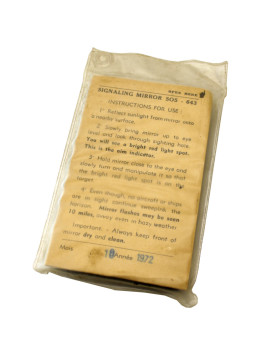 SIGNALING MIRROR SOS - 643
INSTRUCTIONS FOR USE :
1° Reflect sunlight from mirror onto
a nearby surface.
2° Slowly bring mirror up to eye
level and look through sighting hole.
You will see a bright red light spot.
This is the aim indicator.
3° Hold mirror close to the eye and
slowly turn and manipulate it so that
the bright red light spot is on the
target.
4° Even though no aircraft or ships
are in sight continue sweeping the
horizon. Mirror flashes may be seen
10 miles, away even in hazy weather.
Important : Always keep front of
mirror dry and clean.
Mois 10 Année 1972